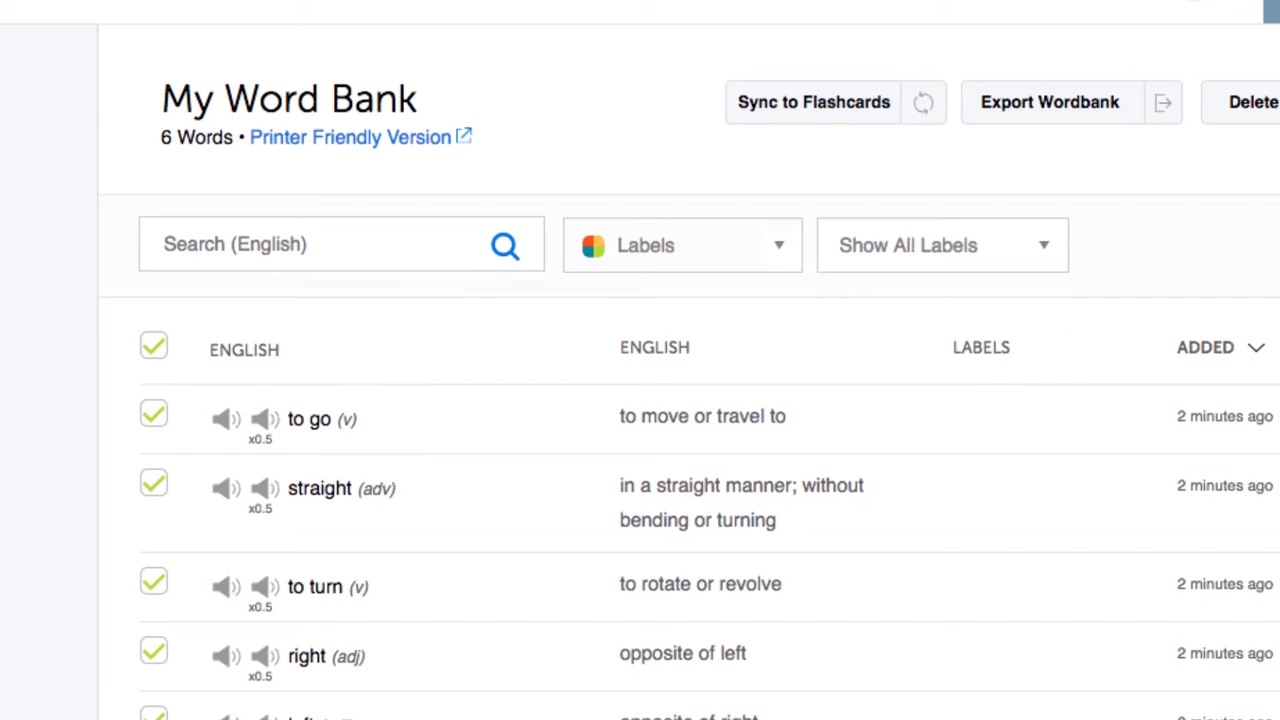 My Word Bank
6 Words • Printer Friendly Version
Sync to Flashcards
Export Wordbank
Delete
Search (English)
Labels
Show All Labels
ENGLISH ENGLISH LABELS ADDED
to go (v) to move or travel to 2 minutes ago
x0.5
straight (adv) in a straight manner; without 2 minutes ago
x0.5 bending or turning
to turn (v) to rotate or revolve 2 minutes ago
x0.5
right (adj) opposite of left 2 minutes ago
x0.5
opposite of right